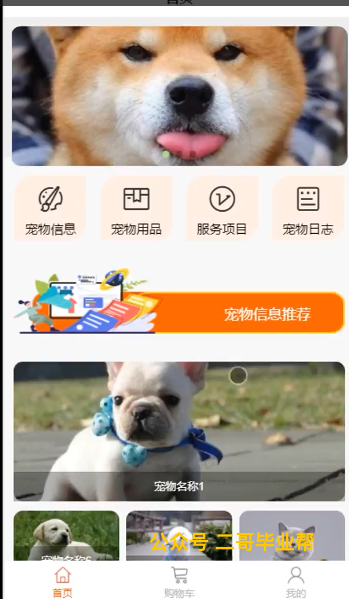 首页
宠物信息
宠物用品
服务项目
宠物日志
宠物信息推荐
宠物名称1
宠物名称5
公众号 二哥毕业帮
首页
购物车
我的